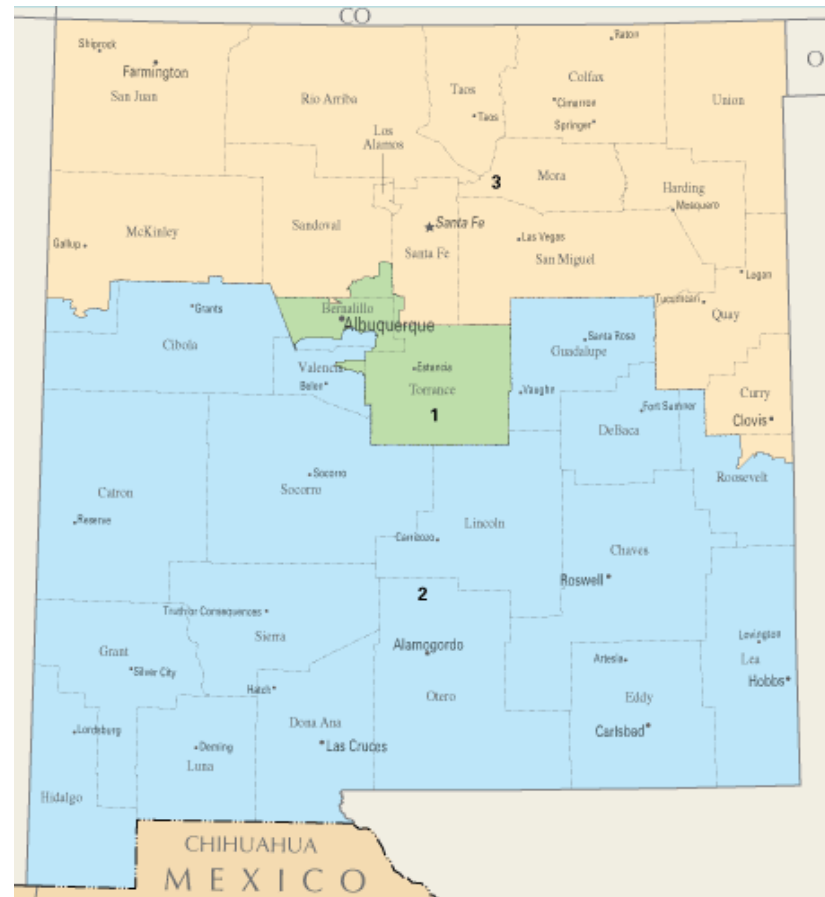 CO
O
Shiprock
Farmington
San Juan
Rio Arriba
Taos
Taos
Raton
Colfax
Cimarron
Springer
Union
Los
Alamos
3
Mora
Harding
Mosquero
McKinley
Gallup
Sandoval
Santa Fe
Santa Fe
Las Vegas
San Miguel
Logan
Tucumcari
Quay
Grants
Cibola
Bernalillo
Albuquerque
Santa Rosa
Guadalupe
Valencia
Belen
Estancia
Torrance
1
Vaughn
Fort Sumner
DeBaca
Curry
Clovis
Roosevelt
Catron
Reserve
Socorro
Socorro
Lincoln
Carrizozo
Chaves
Roswell
2
Truth or Consequences
Sierra
Grant
Silver City
Alamogordo
Otero
Artesia
Eddy
Carlsbad
Lovington
Lea
Hobbs
Hatch
Dona Ana
Las Cruces
Lordsburg
Deming
Luna
Hidalgo
CHIHUAHUA
MEXICO